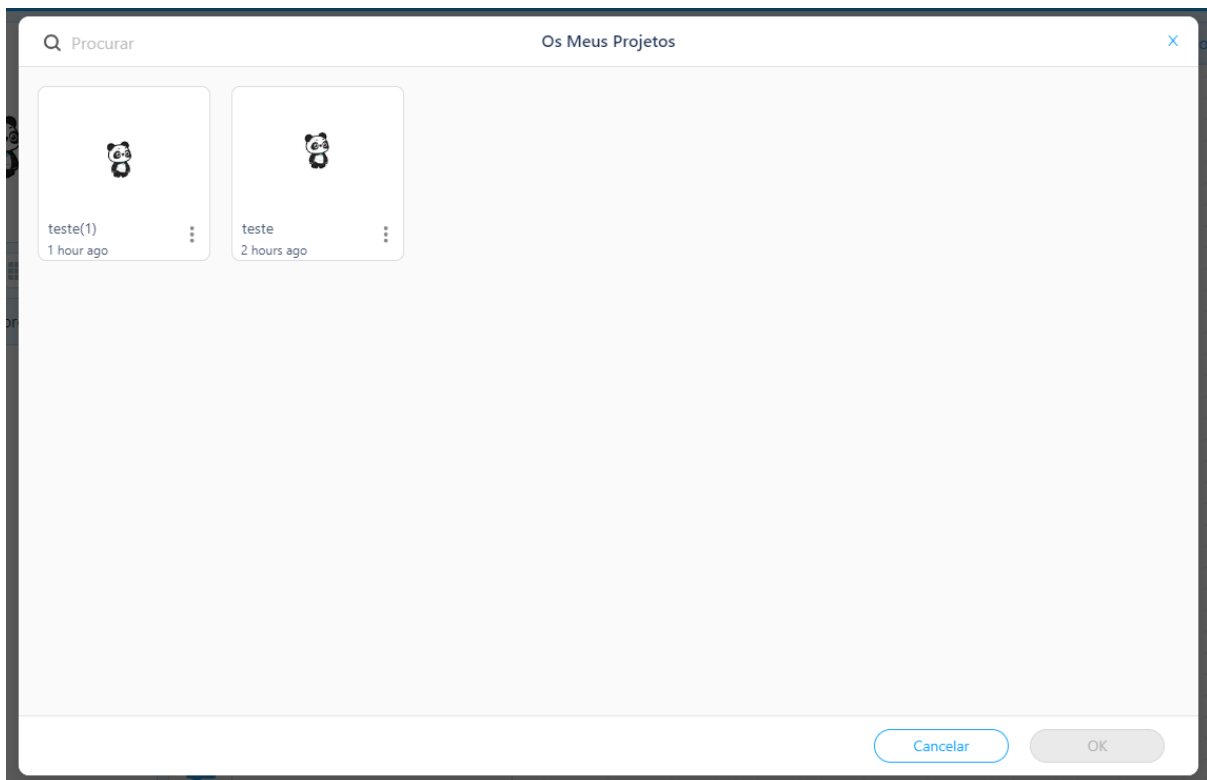 Procurar
Os Meus Projetos
X
teste(1)
1 hour ago
teste
2 hours ago
Cancelar
OK